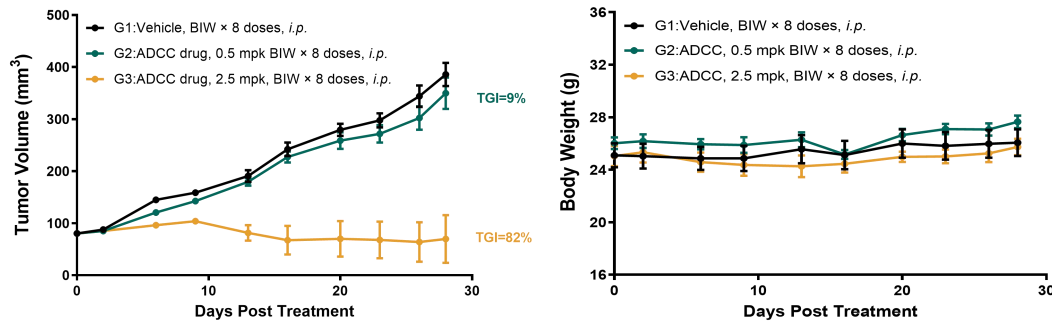 500
400
300
200
100
0
Tumor Volume (mm³)
G1:Vehicle, BIW × 8 doses, i.p.
G2:ADCC drug, 0.5 mpk BIW × 8 doses, i.p.
G3:ADCC drug, 2.5 mpk, BIW × 8 doses, i.p.
TGI=9%
TGI=82%
0 10 20 30
Days Post Treatment
36
32
28
24
20
16
Body Weight (g)
G1:Vehicle, BIW × 8 doses, i.p.
G2:ADCC, 0.5 mpk BIW × 8 doses, i.p.
G3:ADCC, 2.5 mpk, BIW × 8 doses, i.p.
0 10 20 30
Days Post Treatment